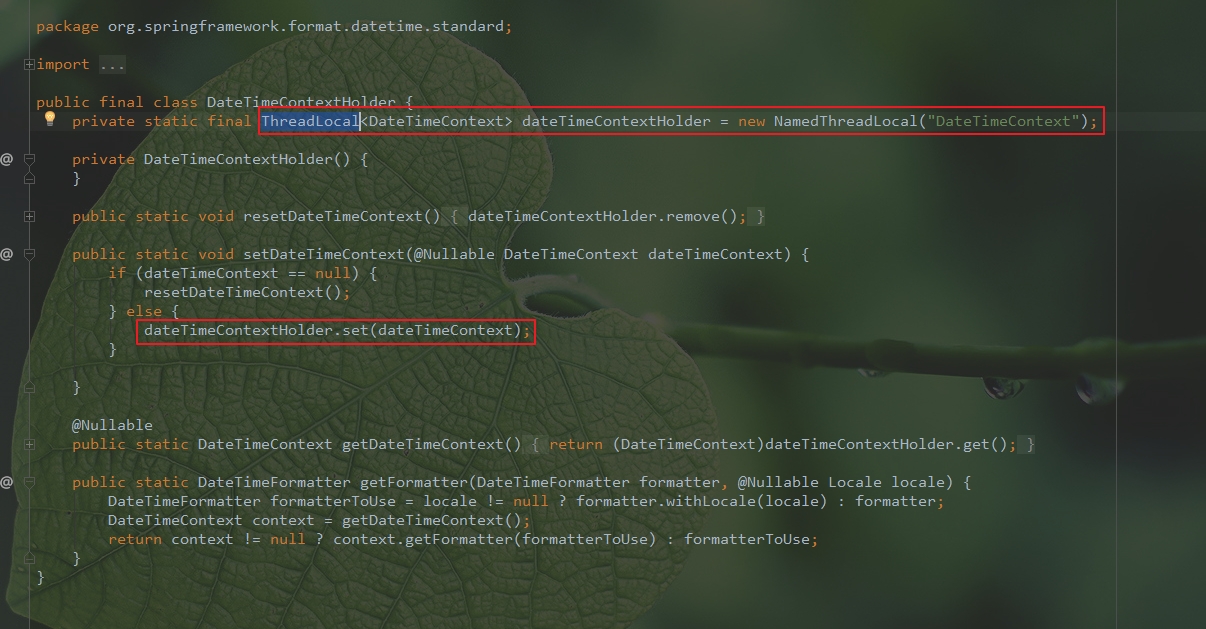 package org.springframework.format.datetime.standard;
import ...
public final class DateTimeContextHolder {
private static final ThreadLocal<DateTimeContext> dateTimeContextHolder = new NamedThreadLocal("DateTimeContext");
@ private DateTimeContextHolder() {
}
public static void resetDateTimeContext() { dateTimeContextHolder.remove(); }
@ public static void setDateTimeContext(@Nullable DateTimeContext dateTimeContext) {
if (dateTimeContext == null) {
resetDateTimeContext();
} else {
dateTimeContextHolder.set(dateTimeContext);
}
}
@Nullable
public static DateTimeContext getDateTimeContext() { return (DateTimeContext)dateTimeContextHolder.get(); }
@ public static DateTimeFormatter getFormatter(DateTimeFormatter formatter, @Nullable Locale locale) {
DateTimeFormatter formatterToUse = locale != null ? formatter.withLocale(locale) : formatter;
DateTimeContext context = getDateTimeContext();
return context != null ? context.getFormatter(formatterToUse) : formatterToUse;
}
}